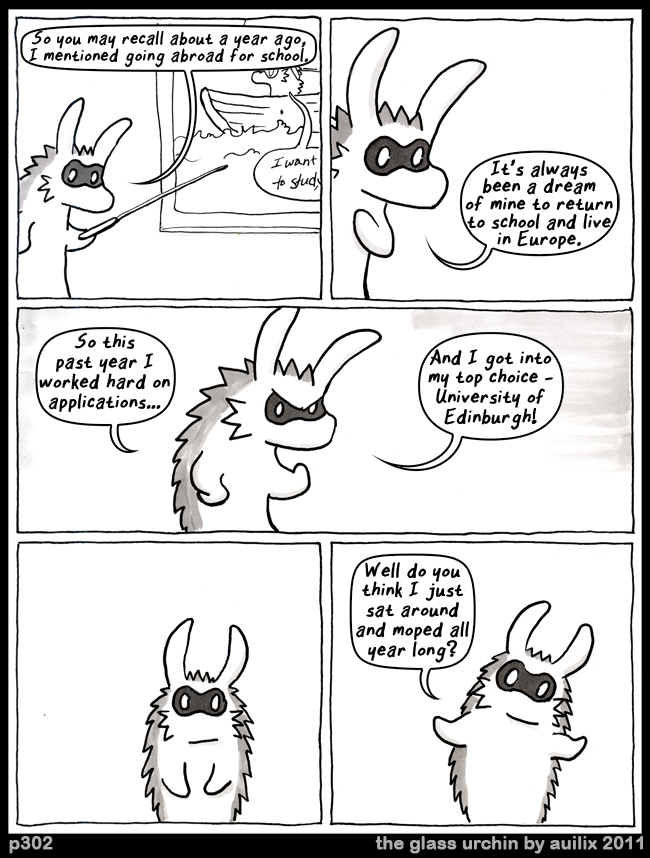 So you may recall about a year ago,
I mentioned going abroad for school.
I want
to study
It's always
been a dream
of mine to return
to school and live
in Europe.
So this
past year I
worked hard on
applications...
And I got into
my top choice –
University of
Edinburgh!
Well do you
think I just
sat around
and moped all
year long?
p302
the glass urchin by auilix 2011